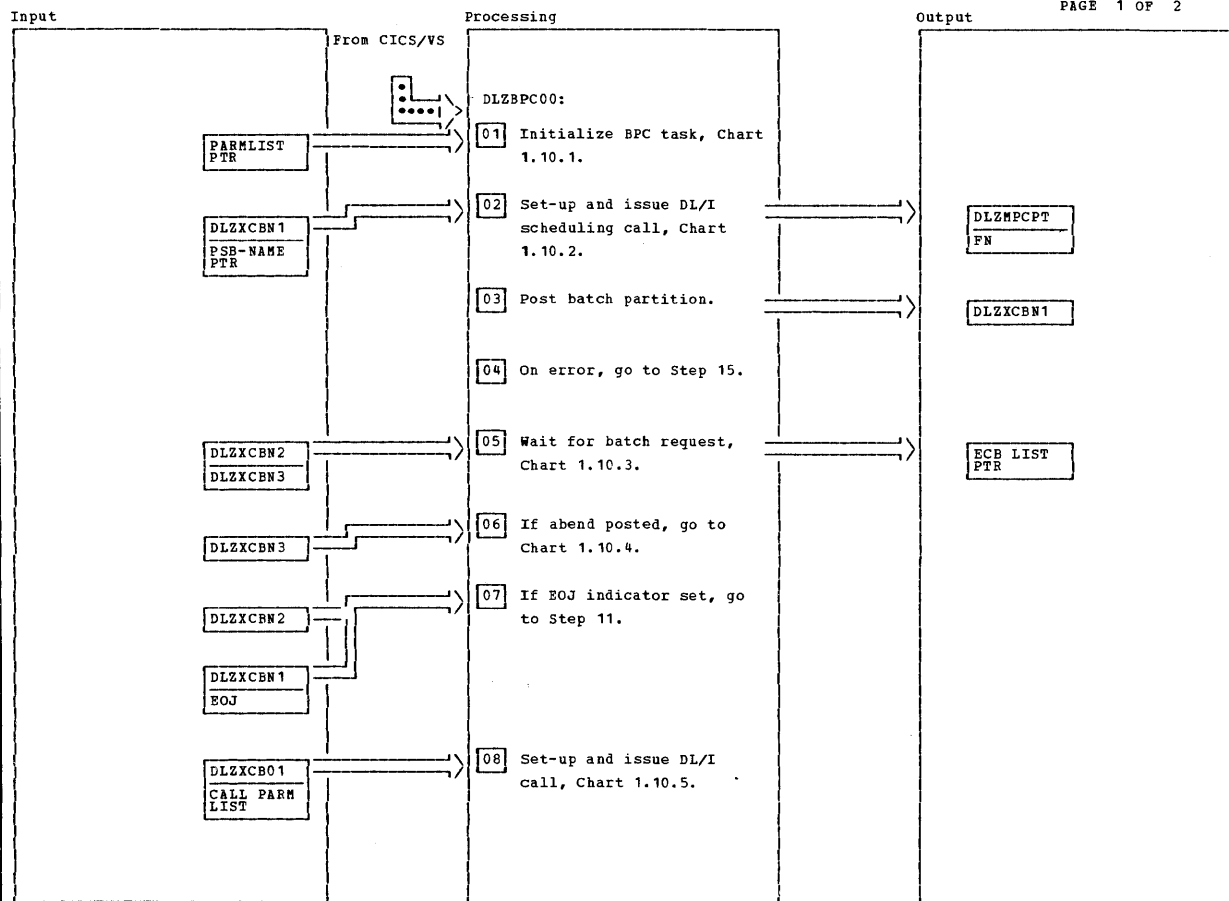 PAGE 1 OF 2
Input
Processing
Output
From CICS/VS
DLZBPC00:
PARMLIST
PTR
01 Initialize BPC task, Chart
1.10.1.
DLZXCBN1
PSB-NAME
PTR
02 Set-up and issue DL/I
scheduling call, Chart
1.10.2.
DLZMPCPT
FN
03 Post batch partition.
DLZXCBN1
04 On error, go to Step 15.
DLZXCBN2
DLZXCBN3
05 Wait for batch request,
Chart 1.10.3.
ECB LIST
PTR
DLZXCBN3
06 If abend posted, go to
Chart 1.10.4.
DLZXCBN2
07 If EOJ indicator set, go
to Step 11.
DLZXCBN1
EOJ
DLZXCB01
CALL PARM
LIST
08 Set-up and issue DL/I
call, Chart 1.10.5.